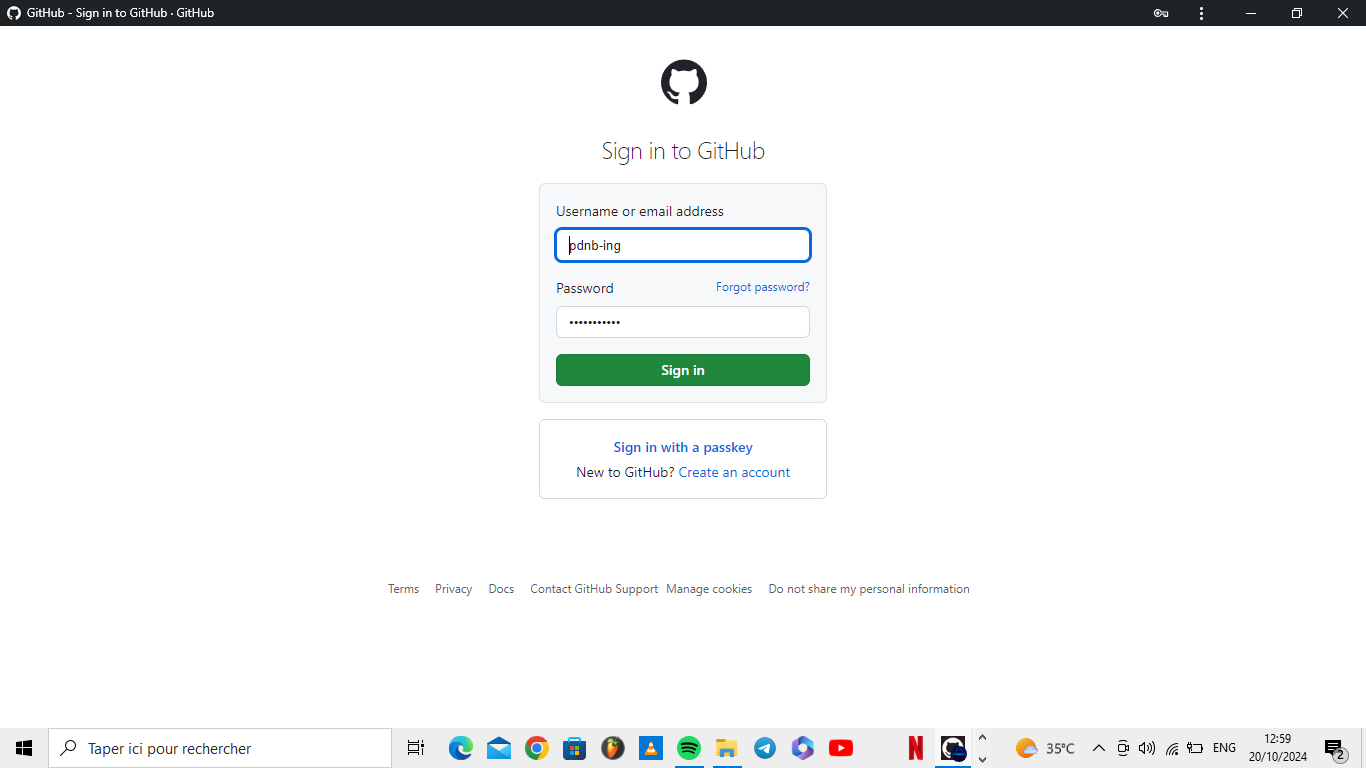 GitHub - Sign in to GitHub · GitHub
Sign in to GitHub
Username or email address
pdnb-ing
Password Forgot password?
•••••••••••
Sign in
Sign in with a passkey
New to GitHub? Create an account
Terms Privacy Docs Contact GitHub Support Manage cookies Do not share my personal information
Taper ici pour rechercher
N
35°C
ENG
12:59
20/10/2024
2